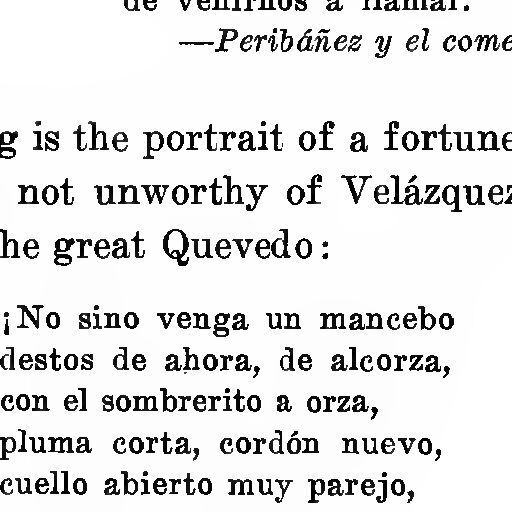 de venirnos á llamar.
—Peribáñez y el come
g is the portrait of a fortune
not unworthy of Velázquez
he great Quevedo:
¡No sino venga un mancebo
destos de ahora, de alcorza,
con el sombrerito a orza,
pluma corta, cordón nuevo,
cuello abierto muy parejo,